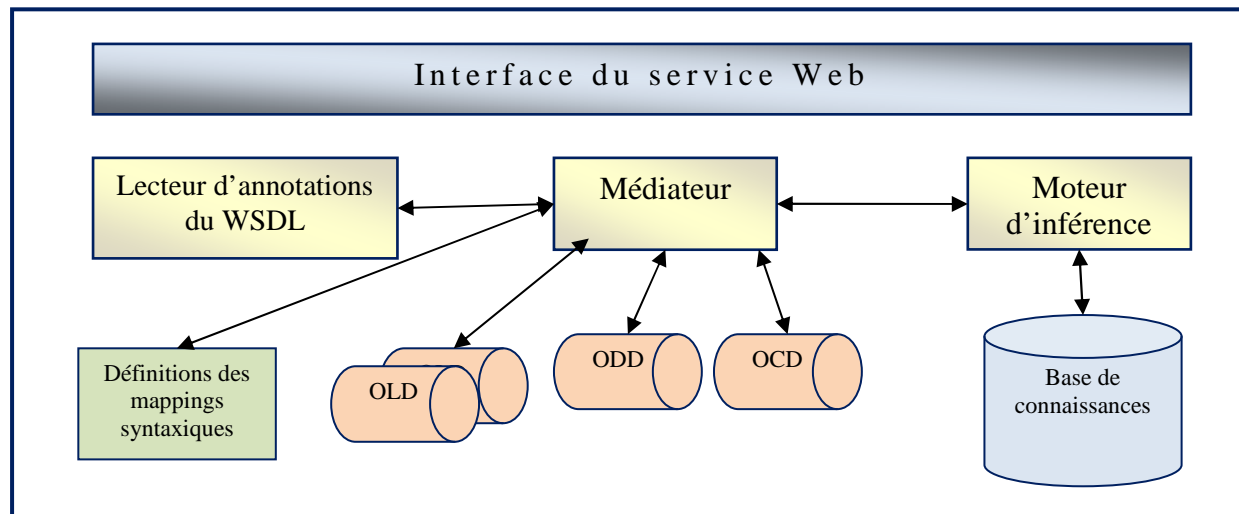 Interface du service Web
Lecteur d’annotations
du WSDL
Médiateur
Moteur
d’inférence
Définitions des
mappings
syntaxiques
OLD
ODD
OCD
Base de
connaissances